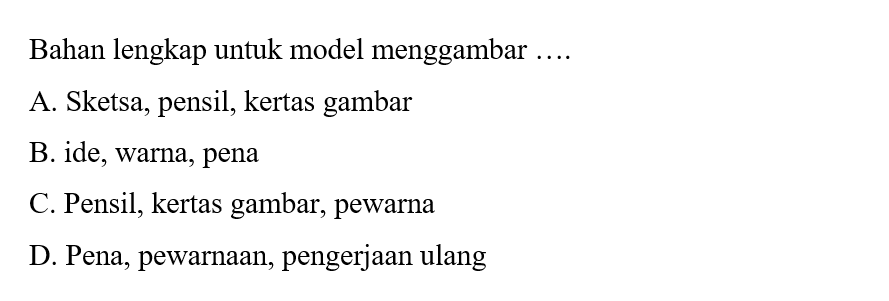 Bahan lengkap untuk model menggambar ….
A. Sketsa, pensil, kertas gambar
B. ide, warna, pena
C. Pensil, kertas gambar, pewarna
D. Pena, pewarnaan, pengerjaan ulang